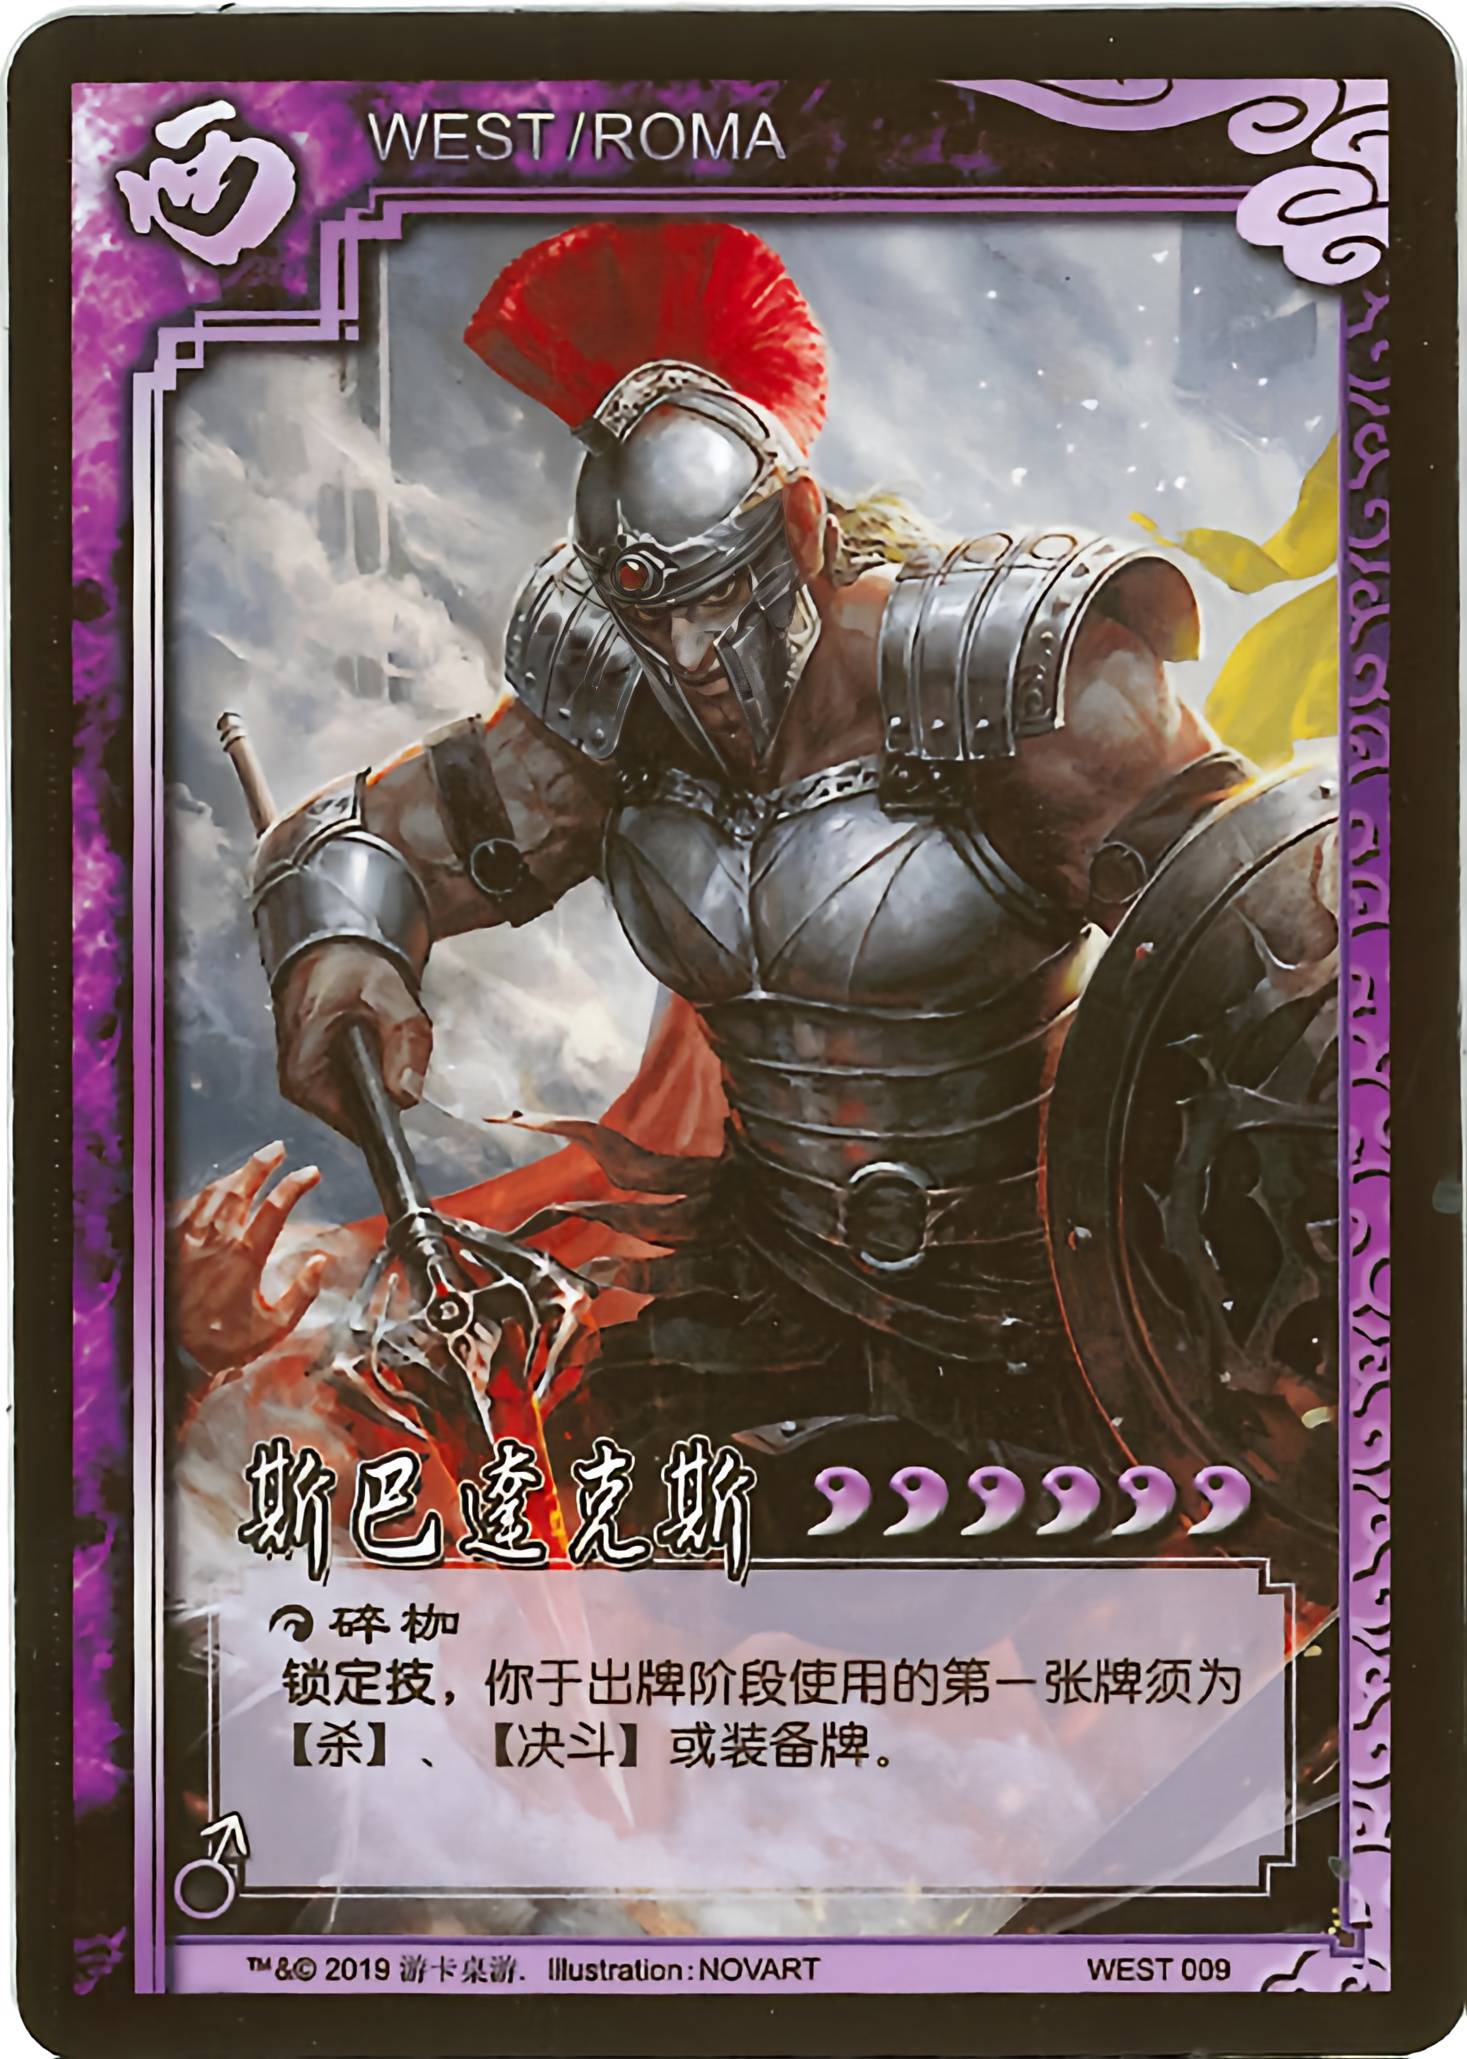 西
WEST/ROMA
斯巴達克斯
碎枷
锁定技，你于出牌阶段使用的第一张牌须为
【杀】、【决斗】或装备牌。
™&© 2019 游卡桌游. Illustration:NOVART
WEST 009